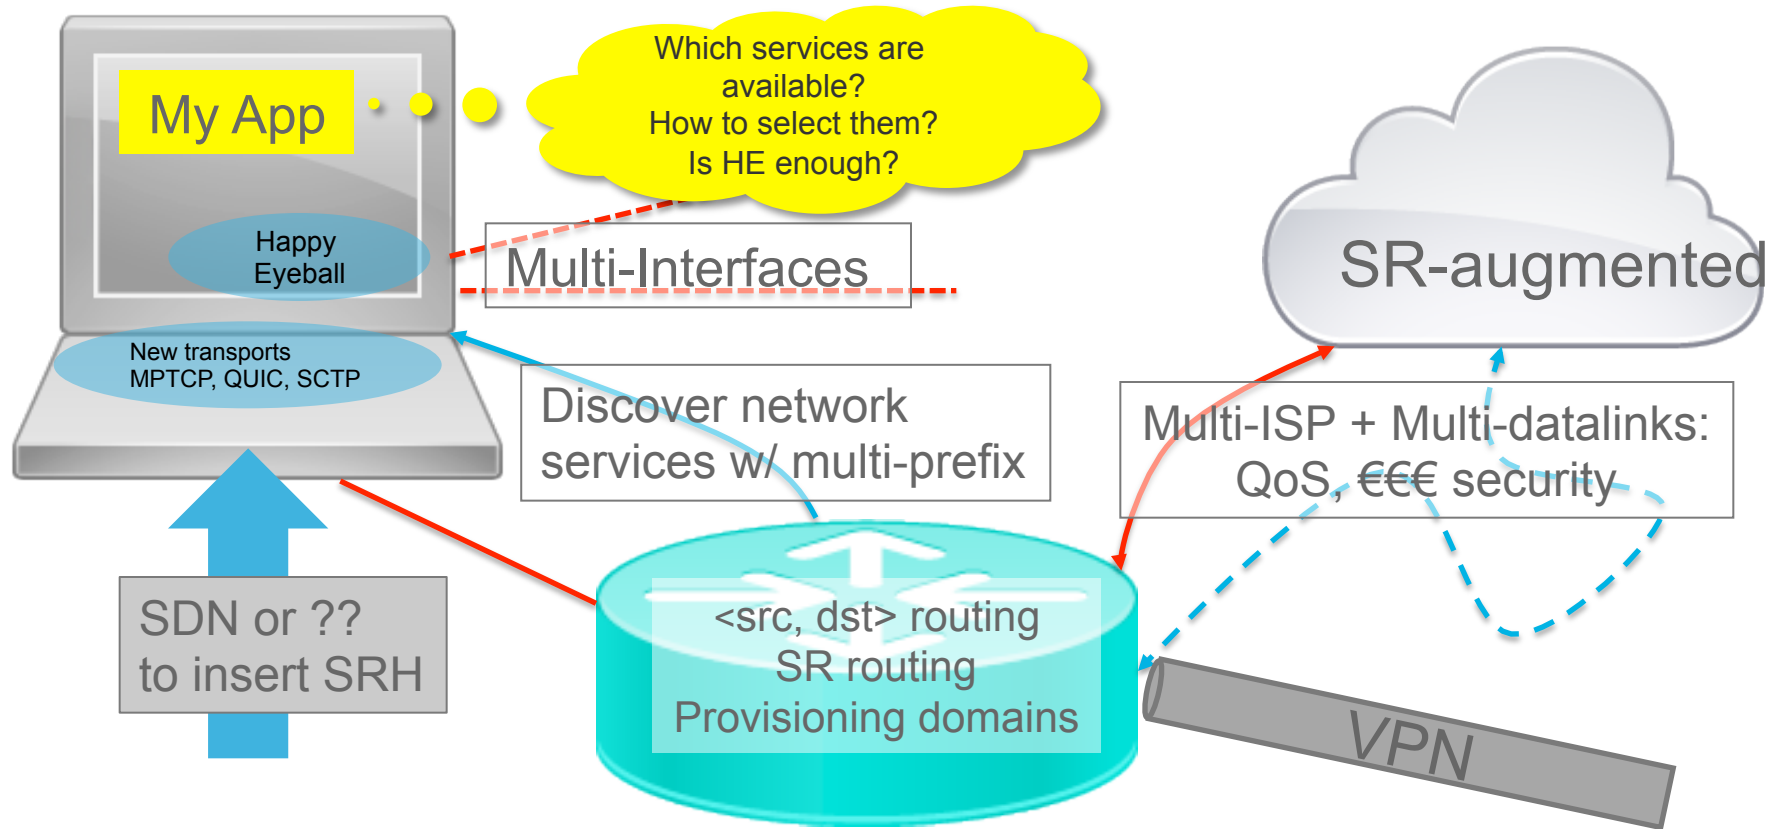 Which services are
available?
How to select them?
Is HE enough?
My App
Happy
Eyeball
Multi-Interfaces
SR-augmented
New transports
MPTCP, QUIC, SCTP
Discover network
services w/ multi-prefix
Multi-ISP + Multi-datalinks:
QoS, €€€ security
SDN or ??
to insert SRH
<src, dst> routing
SR routing
Provisioning domains
VPN